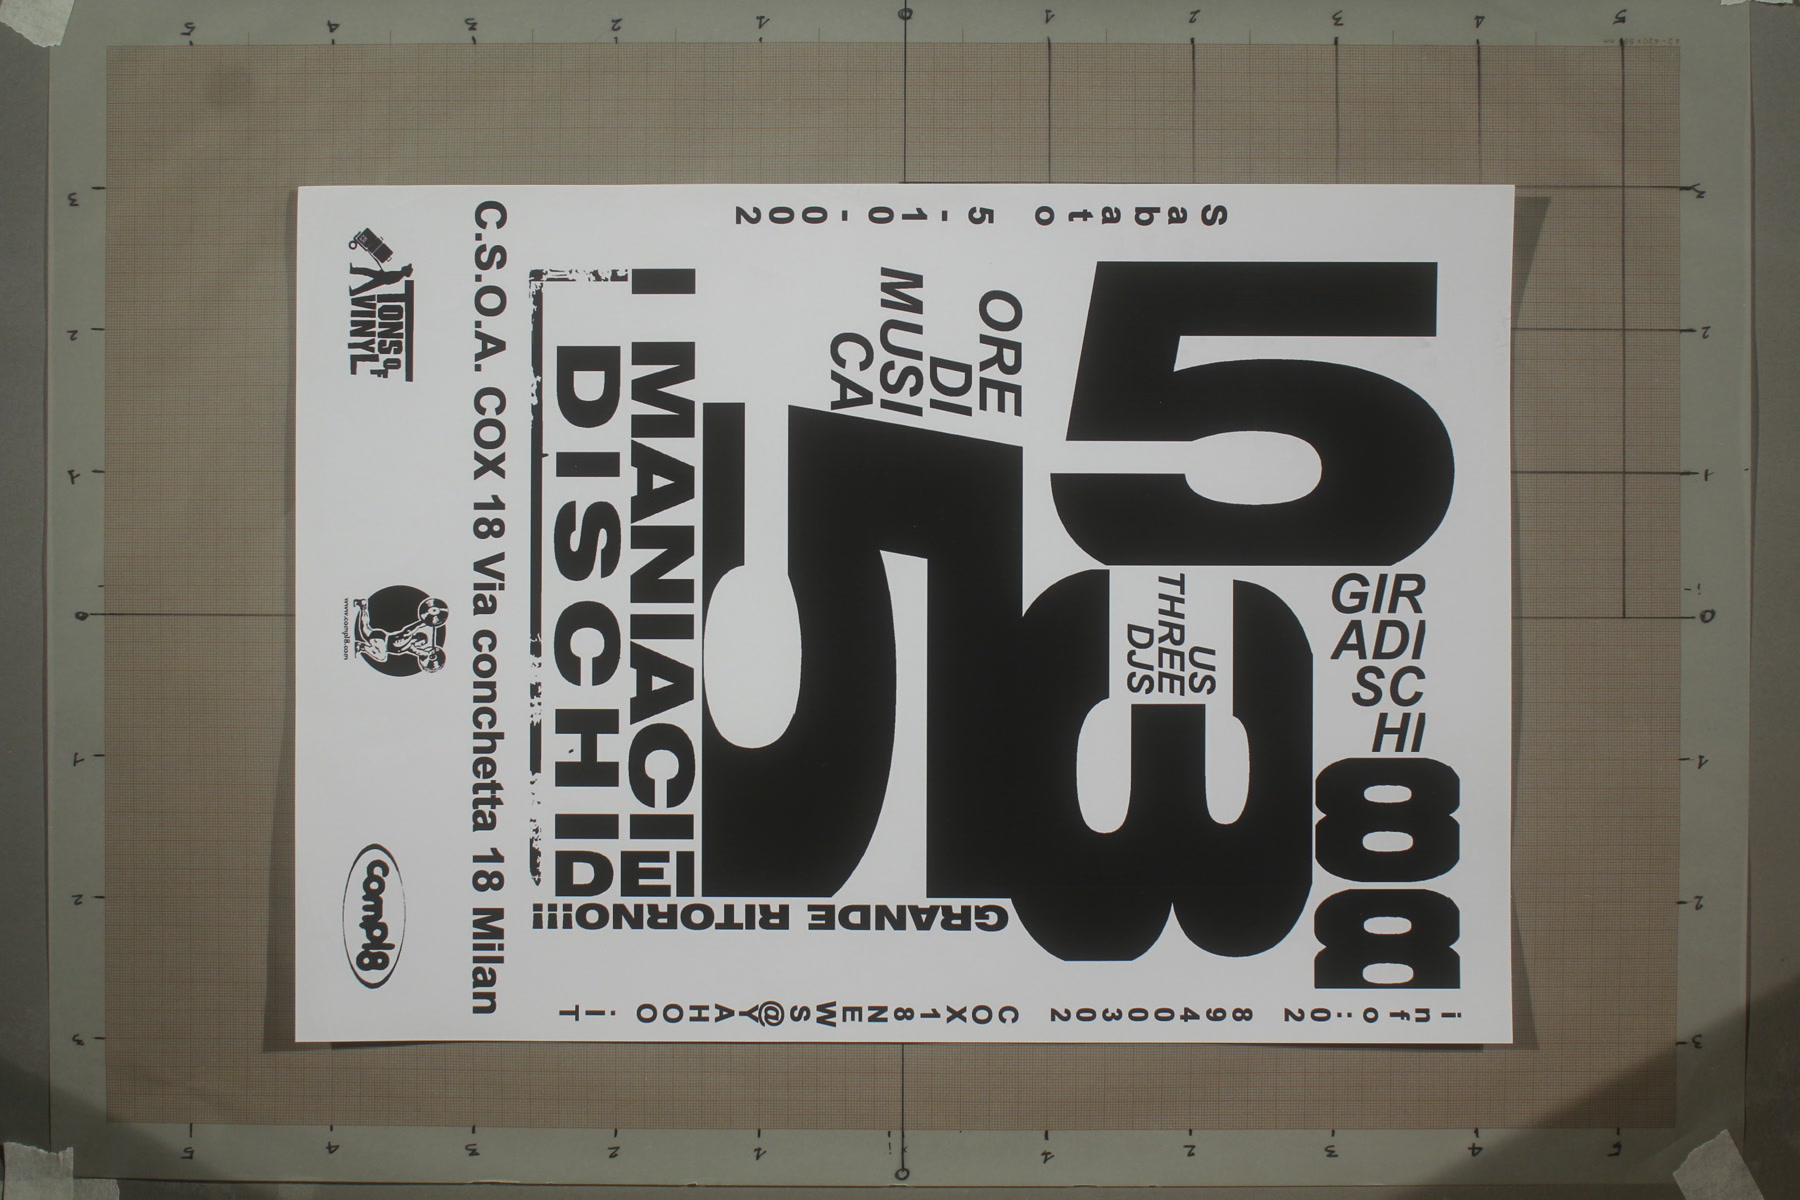 Sabato 5-10-002
5
GIR
ADI
SC
HI
88
US
THREE
DJS
3
ORE
DI
MUSI
CA
5
I MANIACI DEI
DISCHI
GRANDE RITORNO!!!
info:02 89400302 COX18NEWS@YAHOO.iT
C.S.O.A. COX 18 Via conchetta 18 Milan
TONS OF
VINYL
www.compl8.com
compl8